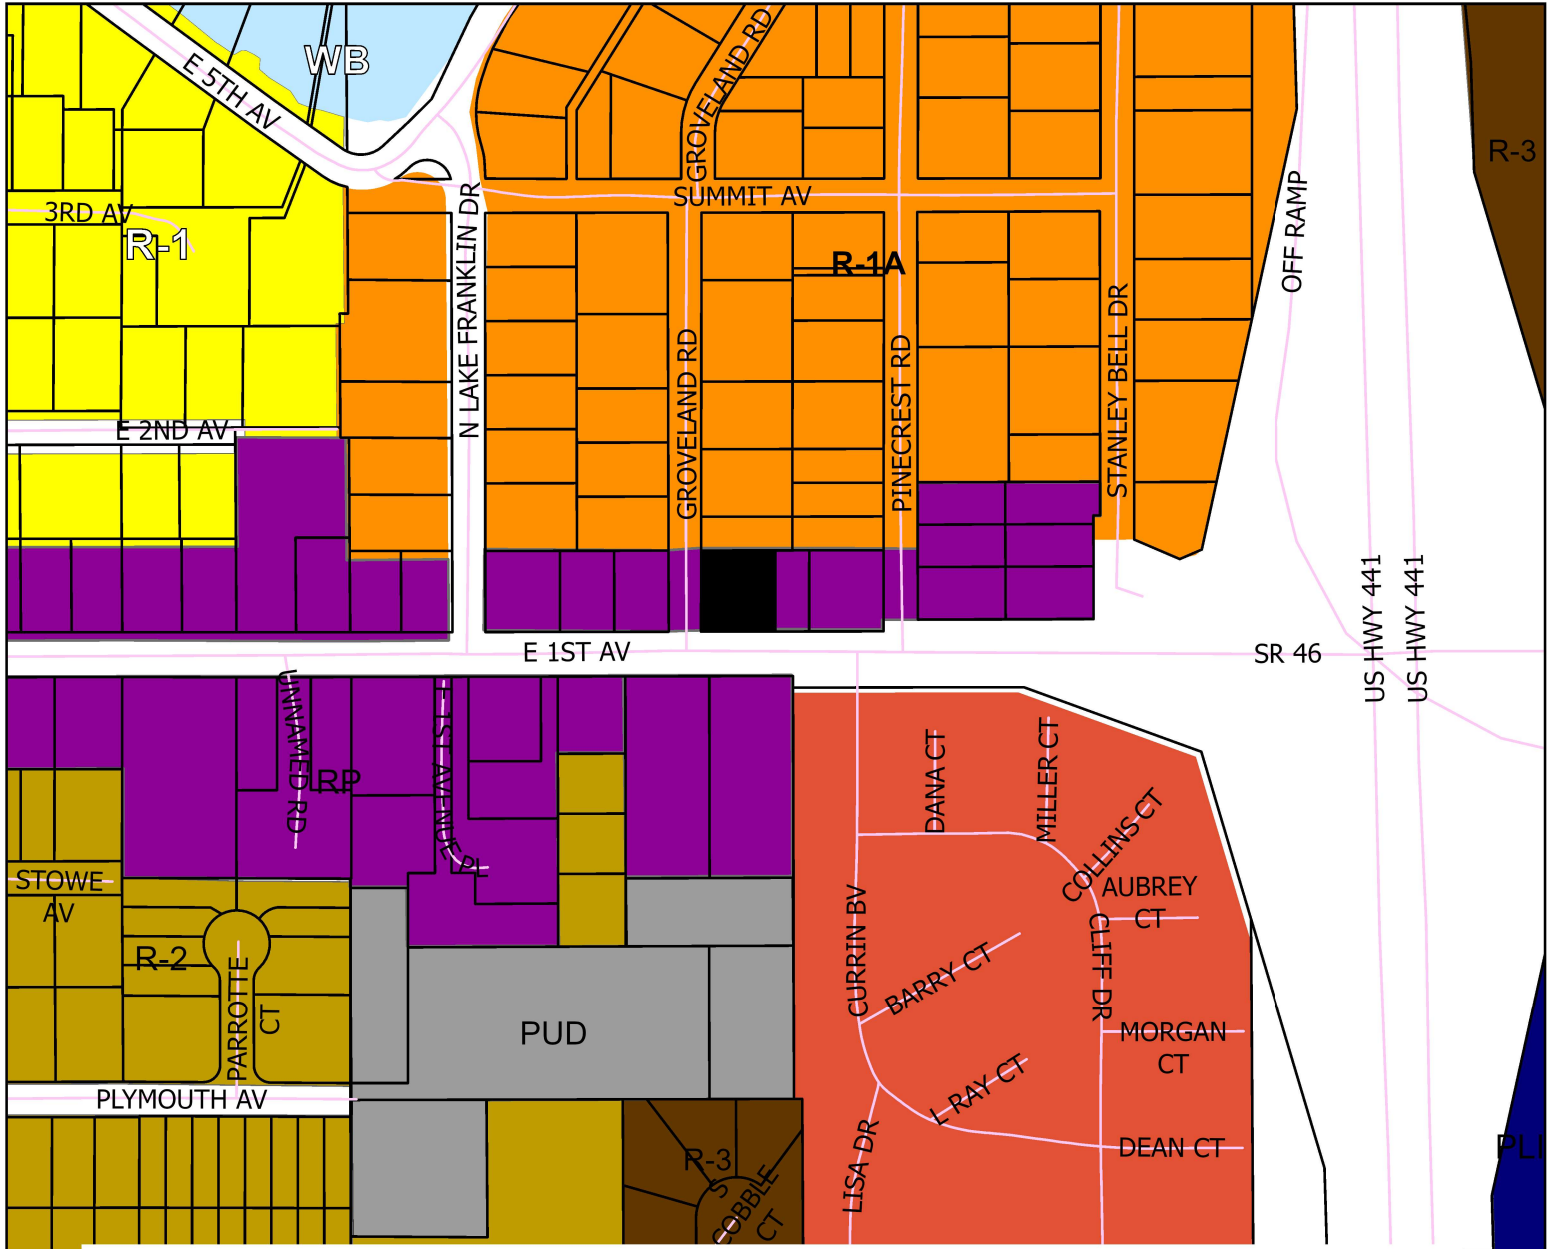 WB
E 5TH AV
GROVELAND RD
R-3
3RD AV
R-1
SUMMIT AV
OFF RAMP
N LAKE FRANKLIN DR
R-1A
STANLEY BELL DR
GROVELAND RD
PINECREST RD
E 2ND AV
US HWY 441
US HWY 441
E 1ST AV
SR 46
UNNAMED RD
RP
E 1ST AVENUE PL
DANA CT
MILLER CT
COLLINS CT
STOWE
AV
AUBREY
CT
R-2
PARROTTE
CT
CURRIN BV
BARRY CT
CLIFF DR
PUD
MORGAN
CT
PLYMOUTH AV
L RAY CT
LISA DR
DEAN CT
R-3
S
COBBLE
CT